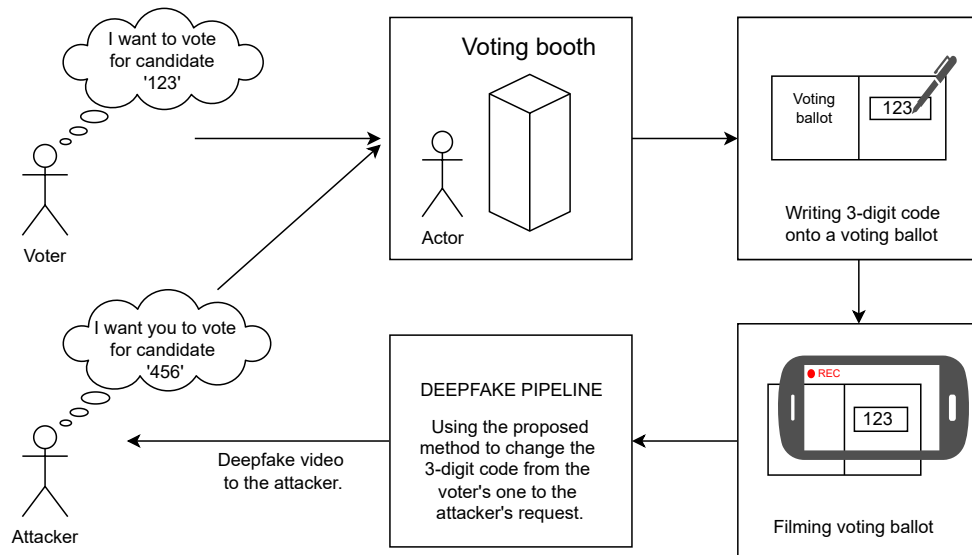 I want to vote
for candidate
'123'
Voter
Voting booth
Actor
Voting
ballot
123
Writing 3-digit code
onto a voting ballot
I want you to vote
for candidate
'456'
Attacker
Deepfake video
to the attacker.
DEEPFAKE PIPELINE
Using the proposed
method to change the
3-digit code from the
voter's one to the
attacker's request.
REC
123
Filming voting ballot